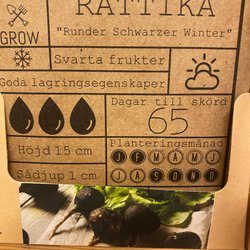 RÄTTIKA
GROW
"Runder Schwarzer Winter"
Svarta frukter
Goda lagringsegenskaper
Dagar till skörd
65
Höjd 15 cm
Planteringsmånad
J F M A M J
J A S O N D
Sådjup 1 cm